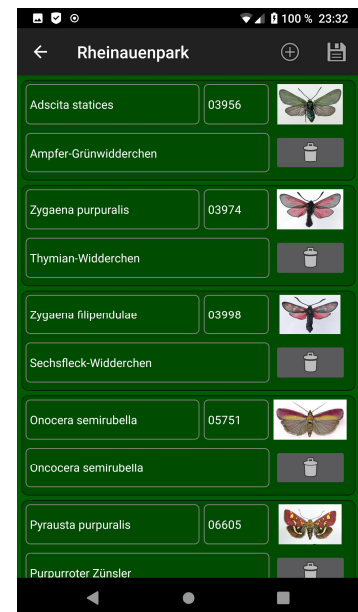 100 % 23:32
Rheinauenpark
Adscita statices 03956
Ampfer-Grünwidderchen
Zygaena purpuralis 03974
Thymian-Widderchen
Zygaena filipendulae 03998
Sechsfleck-Widderchen
Onocera semirubella 05751
Oncocera semirubella
Pyrausta purpuralis 06605
Purpurroter Zünsler